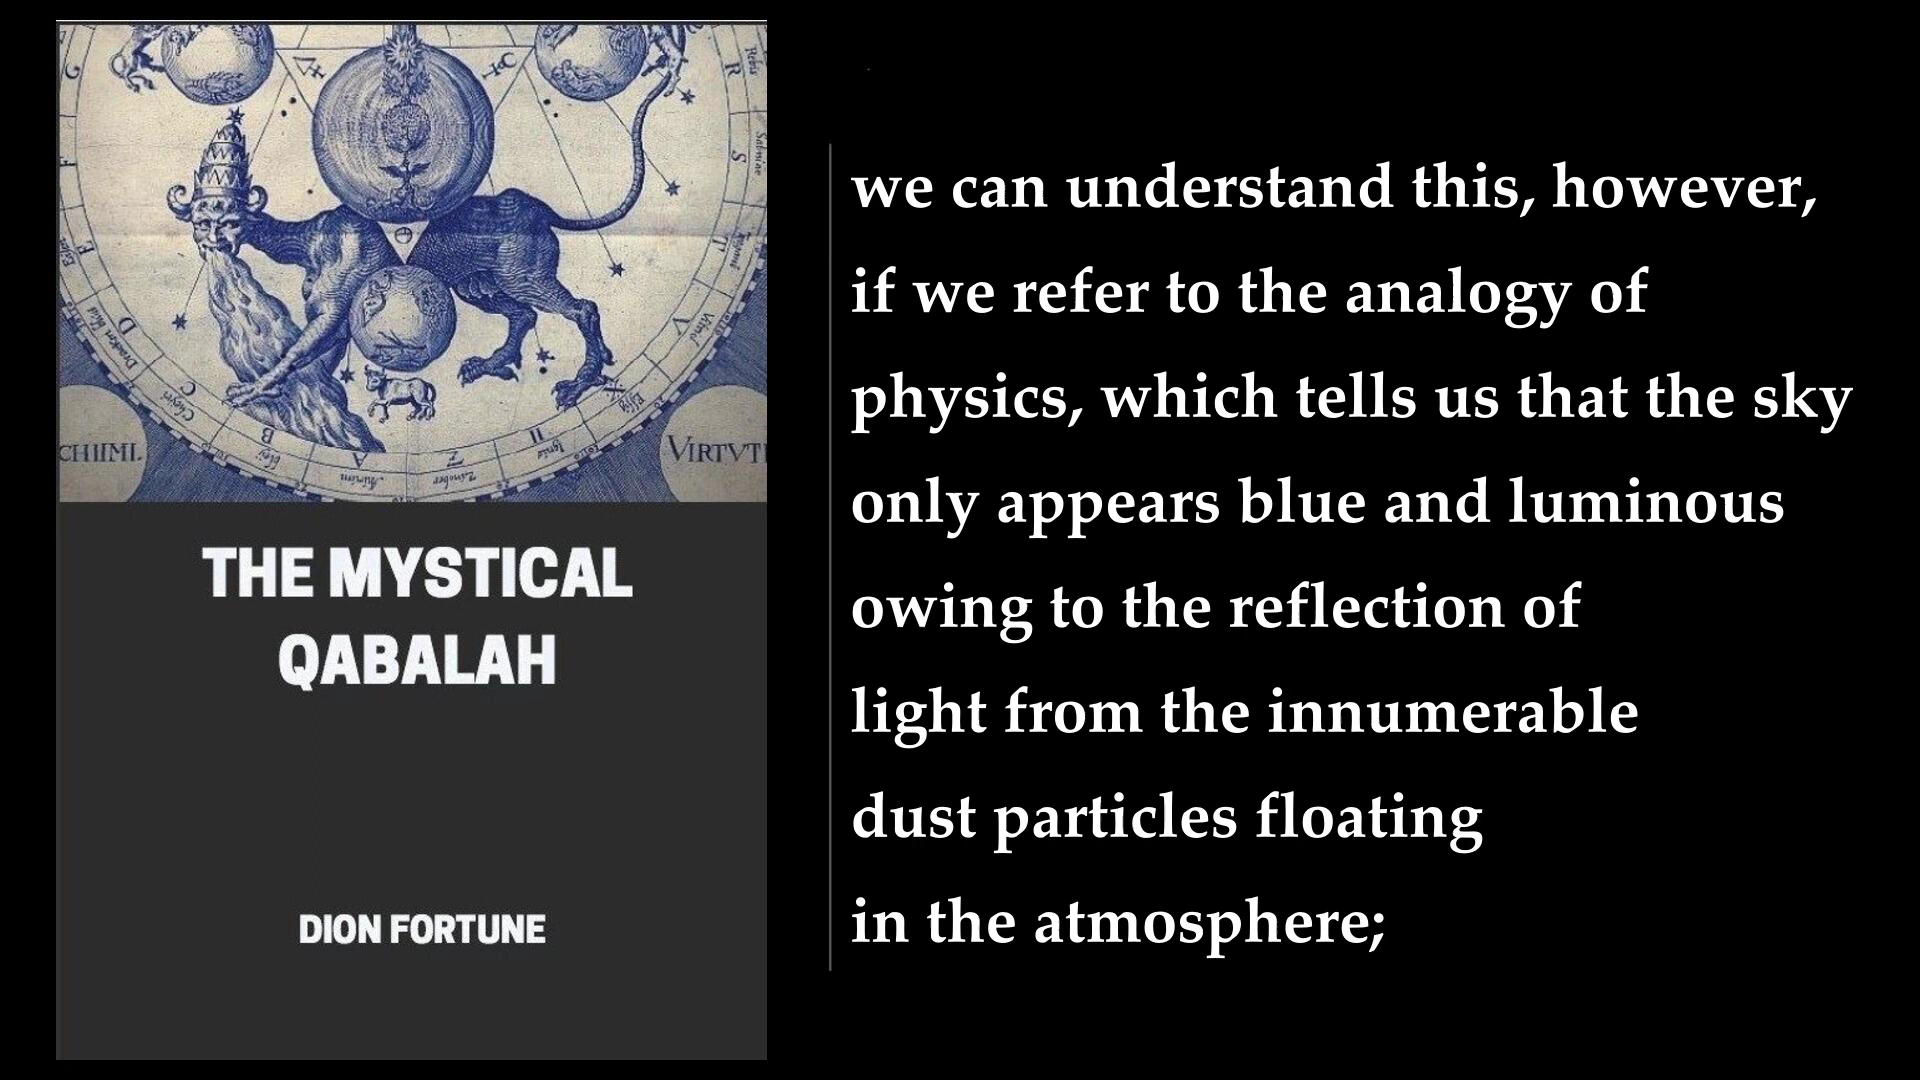 CHIIMI.
VIRTVTI
THE MYSTICAL
QABALAH
DION FORTUNE
we can understand this, however,
if we refer to the analogy of
physics, which tells us that the sky
only appears blue and luminous
owing to the reflection of
light from the innumerable
dust particles floating
in the atmosphere;